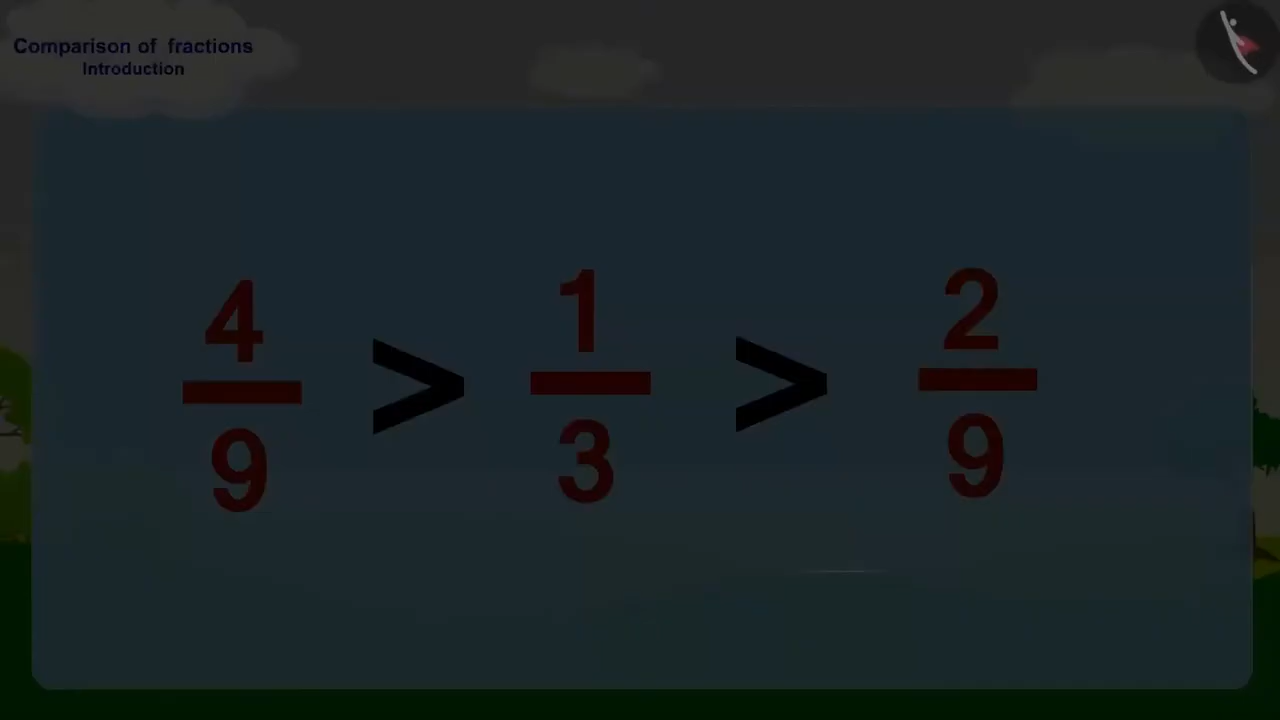 Comparison of fractions
Introduction
4/9 > 1/3 > 2/9